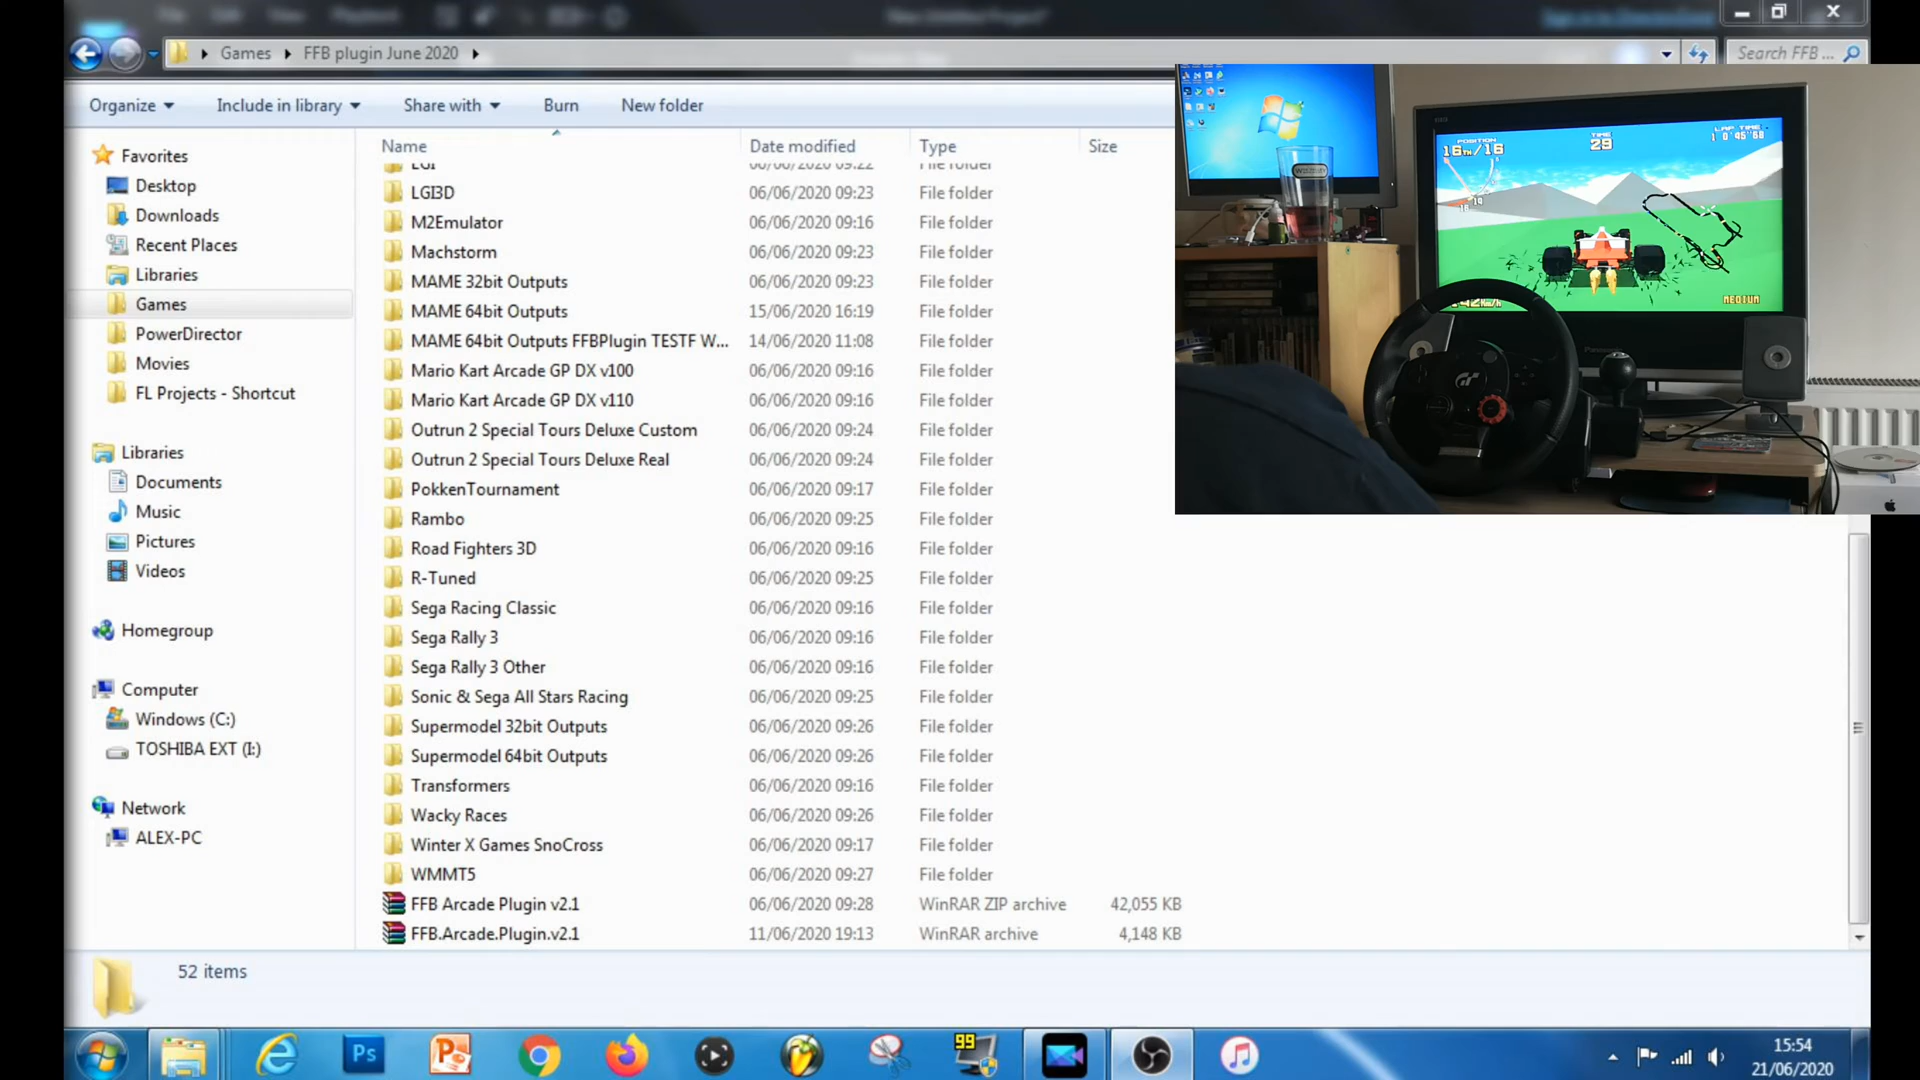 Games FFB plugin June 2020 Search FFB ...
Organize Include in library Share with Burn New folder
Name Date modified Type Size
Favorites
Desktop
Downloads
Recent Places
Libraries
Games
PowerDirector
Movies
FL Projects - Shortcut
Libraries
Documents
Music
Pictures
Videos
Homegroup
Computer
Windows (C:)
TOSHIBA EXT (I:)
Network
ALEX-PC
LGI 06/06/2020 09:22 File folder
LGI3D 06/06/2020 09:23 File folder
M2Emulator 06/06/2020 09:16 File folder
Machstorm 06/06/2020 09:23 File folder
MAME 32bit Outputs 06/06/2020 09:23 File folder
MAME 64bit Outputs 15/06/2020 16:19 File folder
MAME 64bit Outputs FFBPlugin TESTF W... 14/06/2020 11:08 File folder
Mario Kart Arcade GP DX v100 06/06/2020 09:16 File folder
Mario Kart Arcade GP DX v110 06/06/2020 09:16 File folder
Outrun 2 Special Tours Deluxe Custom 06/06/2020 09:24 File folder
Outrun 2 Special Tours Deluxe Real 06/06/2020 09:24 File folder
PokkenTournament 06/06/2020 09:17 File folder
Rambo 06/06/2020 09:25 File folder
Road Fighters 3D 06/06/2020 09:16 File folder
R-Tuned 06/06/2020 09:25 File folder
Sega Racing Classic 06/06/2020 09:16 File folder
Sega Rally 3 06/06/2020 09:16 File folder
Sega Rally 3 Other 06/06/2020 09:16 File folder
Sonic & Sega All Stars Racing 06/06/2020 09:25 File folder
Supermodel 32bit Outputs 06/06/2020 09:26 File folder
Supermodel 64bit Outputs 06/06/2020 09:26 File folder
Transformers 06/06/2020 09:16 File folder
Wacky Races 06/06/2020 09:26 File folder
Winter X Games SnoCross 06/06/2020 09:17 File folder
WMMT5 06/06/2020 09:27 File folder
FFB Arcade Plugin v2.1 06/06/2020 09:28 WinRAR ZIP archive 42,055 KB
FFB.Arcade.Plugin.v2.1 11/06/2020 19:13 WinRAR archive 4,148 KB
POSITION TIME LAP TIME
16TH/16 29 1'0'45"58
MEDIUM
Panasonic
GT
52 items
Ps
99
15:54
21/06/2020